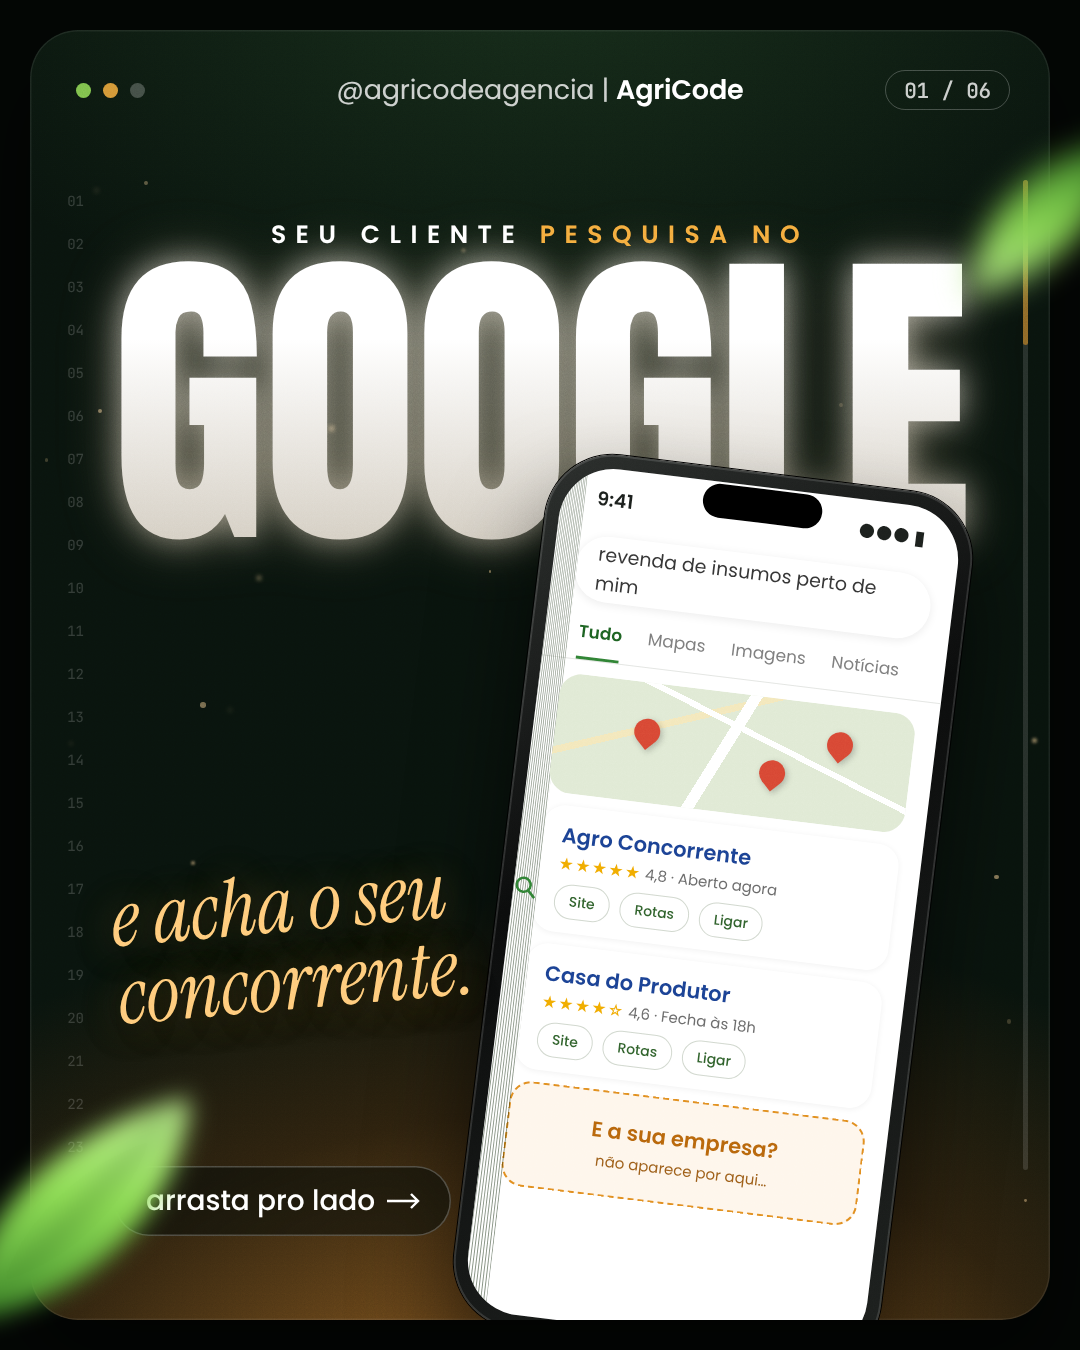 @agricodeagencia | AgriCode
01 / 06
SEU CLIENTE PESQUISA NO
GOOGLE
01
02
03
04
05
06
07
08
09
10
11
12
13
14
15
16
17
18
19
20
21
22
23
9:41
revenda de insumos perto de
mim
Tudo Mapas Imagens Notícias
Agro Concorrente
★★★★★ 4,8 · Aberto agora
Site Rotas Ligar
Casa do Produtor
★★★★☆ 4,6 · Fecha às 18h
Site Rotas Ligar
E a sua empresa?
não aparece por aqui...
e acha o seu
concorrente.
arrasta pro lado →